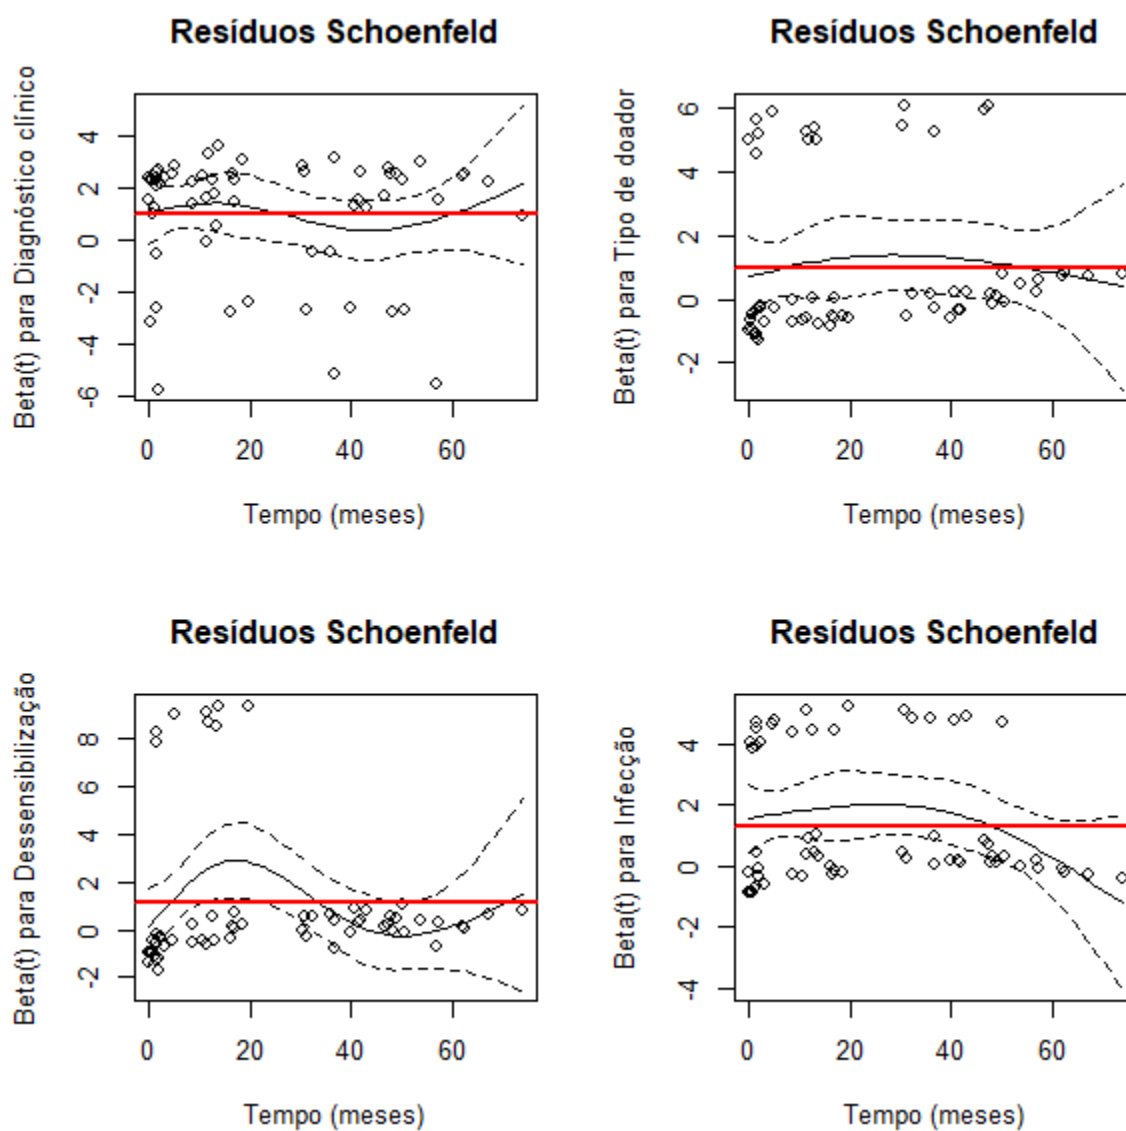 Resíduos Schoenfeld
Beta(t) para Diagnóstico clínico
-6 -4 -2 0 2 4
0 20 40 60
Tempo (meses)
Resíduos Schoenfeld
Beta(t) para Tipo de doador
-2 0 2 4 6
0 20 40 60
Tempo (meses)
Resíduos Schoenfeld
Beta(t) para Dessensibilização
-2 0 2 4 6 8
0 20 40 60
Tempo (meses)
Resíduos Schoenfeld
Beta(t) para Infecção
-4 -2 0 2 4
0 20 40 60
Tempo (meses)